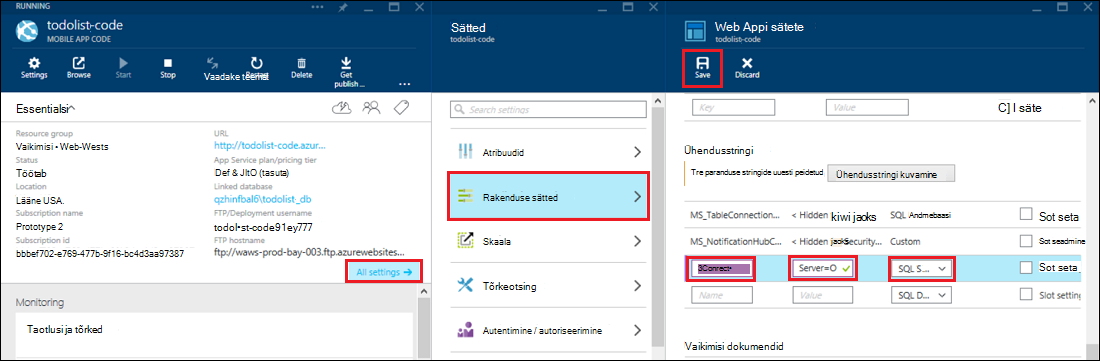 RUNNING
todolist-code
MOBILE APP CODE
Settings
Browse
Start
Stop
Vaadake teenust
Delete
Get publish ...
Essentialsi
Resource group
Vaikimisi • Web-Wests
Status
Töötab
Location
Lääne USA.
Subscription name
Prototype 2
Subscription id
bbbef702-e769-477b-9f16-bc4d3aa97387
URL
http://todolist-code.azur...
App Service plan/pricing tier
Def & JItO (tasuta)
Linked database
qzhinfbal6\todolist_db
FTP/Deployment username
todol•st-code91ey777
FTP hostname
ftp://waws-prod-bay-003.ftp.azurewebsites...
All settings →
Monitoring
Taotlusi ja tõrked
Sätted
todolist-code
Search settings
Atribuudid
Rakenduse sätted
Skaala
Tõrkeotsing
Autentimine / autoriseerimine
Web Appi sätete
todolist-code
Save
Discard
Key
Value
C] I säte
Ühendusstringi
Tre paranduse stringide uuesti peidetud
Ühendusstringi kuvamine
MS_TableConnection...
< Hidden kiwi jaoks
SQL Andmebaasi
Sot seta
MS_NotificationHubC...
< Hidden jaoks Security...
Custom
Sot seadmine
3Conrect•
Server=O
SQL S...
Sot seta
Name
Value
SQL D...
Slot setting
Vaikimisi dokumendid